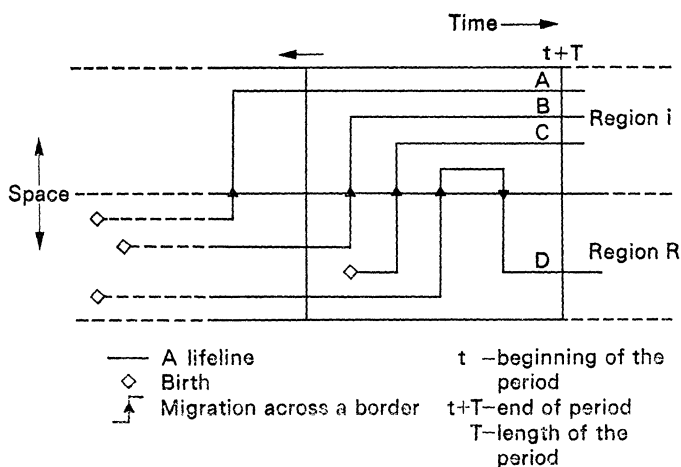 Time
t+T
A
B
Region i
C
Space
D
Region R
A lifeline
Birth
Migration across a border
t –beginning of the
period
t+T–end of period
T–length of the
period